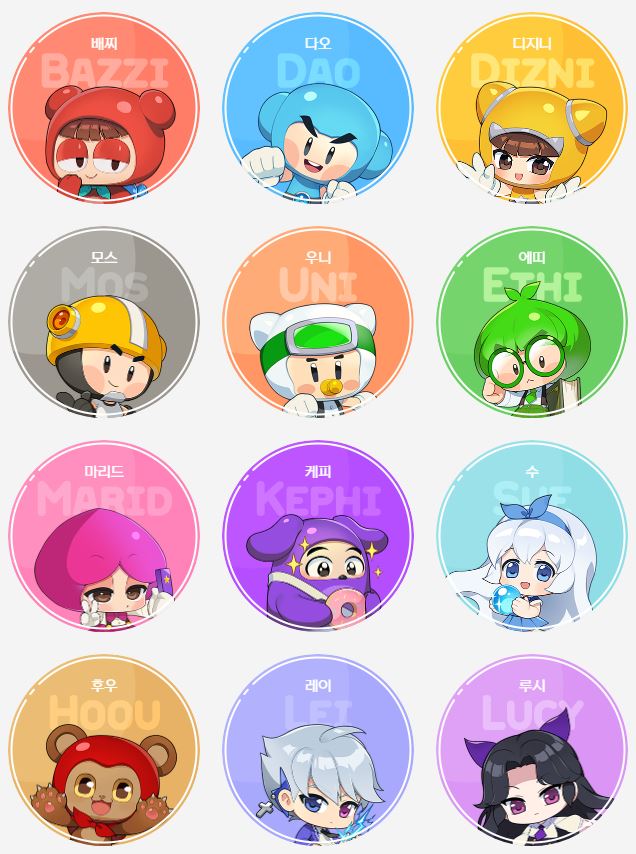 배찌
BAZZI
다오
DAO
디지니
DIZNI
모스
MOS
우니
UNI
에띠
ETHI
마리드
MARID
케피
KEPHI
수
SUE
후우
HOOU
레이
LEI
루시
LUCY